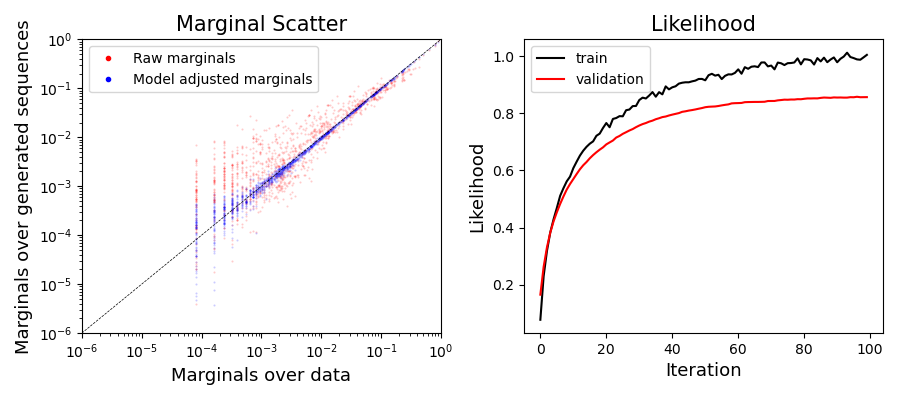 Marginal Scatter
Marginals over generated sequences
10^0
10^-1
10^-2
10^-3
10^-4
10^-5
10^-6
Raw marginals
Model adjusted marginals
10^-6 10^-5 10^-4 10^-3 10^-2 10^-1 10^0
Marginals over data
Likelihood
Likelihood
1.0
0.8
0.6
0.4
0.2
train
validation
0 20 40 60 80 100
Iteration